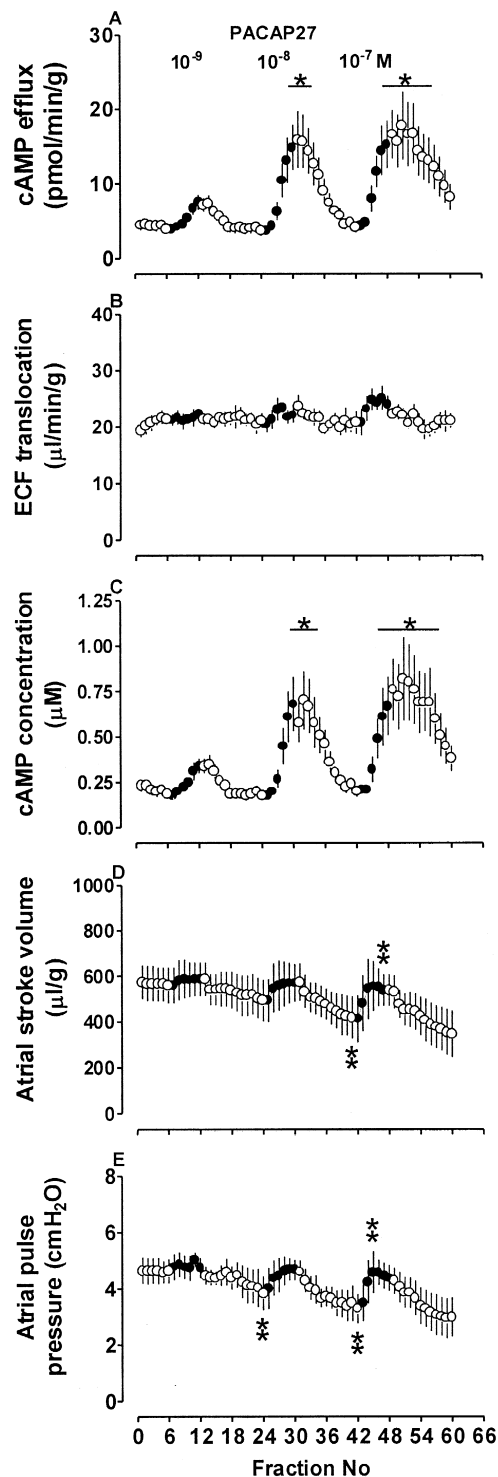 A
PACAP27
10⁻⁹ 10⁻⁸ 10⁻⁷ M
* *
cAMP efflux
(pmol/min/g)
30
20
10
0
B
ECF translocation
(μl/min/g)
40
30
20
10
0
C
* *
cAMP concentration
(μM)
1.25
1.00
0.75
0.50
0.25
0.00
D
**
**
Atrial stroke volume
(μl/g)
1000
800
600
400
200
0
E
**
**
**
Atrial pulse
pressure (cmH₂O)
8
6
4
2
0
0 6 12 18 24 30 36 42 48 54 60 66
Fraction No